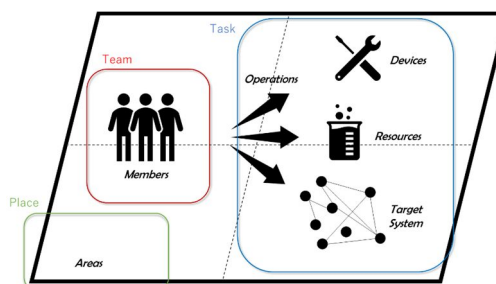 Task
Team
Operations
Devices
Resources
Members
Place
Target
System
Areas